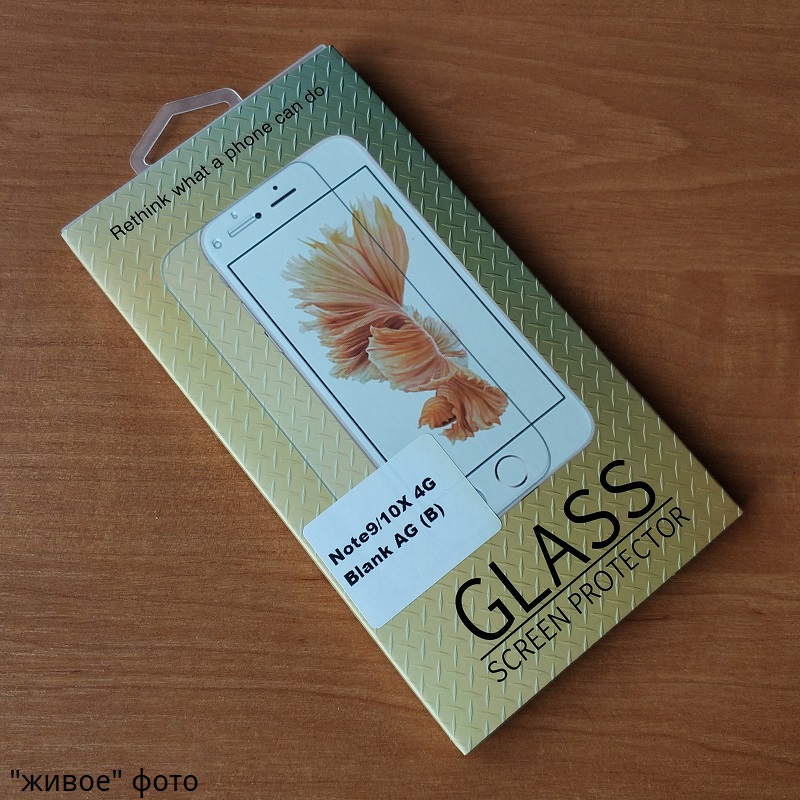 Rethink what a phone can do
Note9/10X 4G
Blank AG (B)
GLASS
SCREEN PROTECTOR
"живое" фото